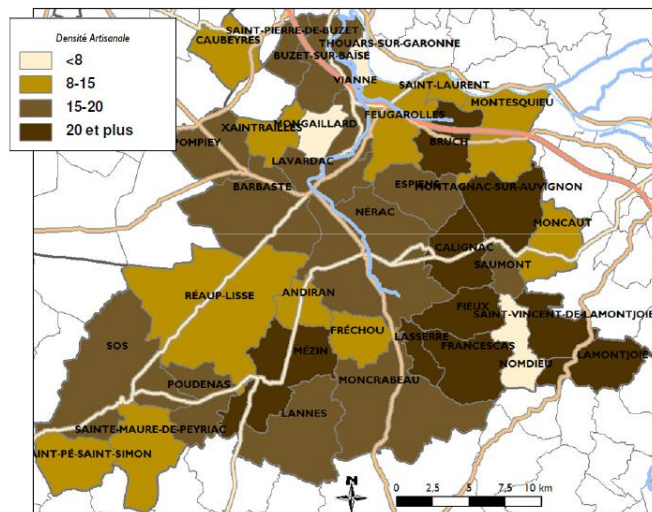 Densité Artisanale
<8
8-15
15-20
20 et plus
SAINT-PIERRE-DE-BUZET
CAUBEYRES
THOUARS-SUR-GARONNE
BUZET-SUR-BAÏSE
VIANNE
SAINT-LAURENT
MONTESQUIEU
MONGAILLARD
FEUGAROLLES
XAINTRAILLES
BRUCH
POMPIEY
LAVARDAC
BARBASTE
ESPIENS
MONTAGNAC-SUR-AUVIGNON
NÉRAC
MONCAUT
CALIGNAC
SAUMONT
RÉAUP-LISSE
ANDIRAN
FIEUX
SAINT-VINCENT-DE-LAMONTJOIE
FRÉCHOU
SOS
MÉZIN
LASSERRE
FRANCESCAS
LAMONTJOIE
NOMDIEU
POUDENAS
MONCRABEAU
LANNES
SAINTE-MAURE-DE-PEYRIAC
AINT-PÉ-SAINT-SIMON
N
0 2,5 5 10 km